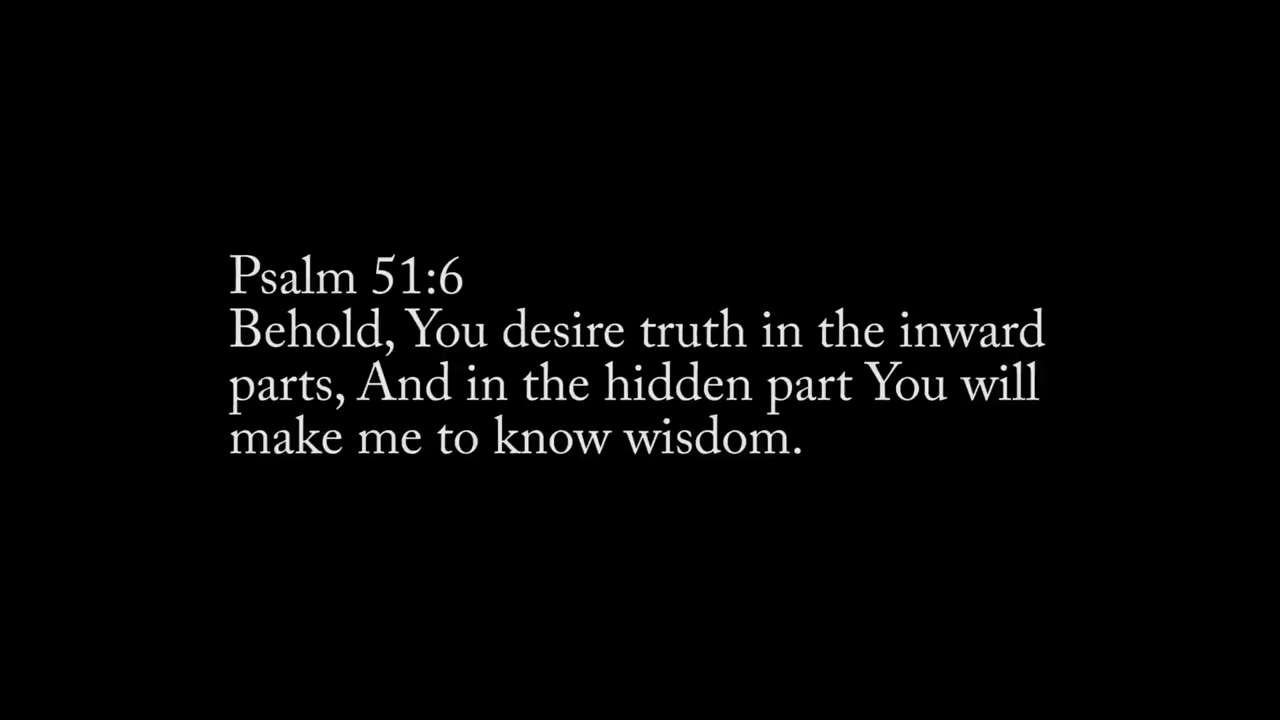 Psalm 51:6
Behold, You desire truth in the inward
parts, And in the hidden part You will
make me to know wisdom.